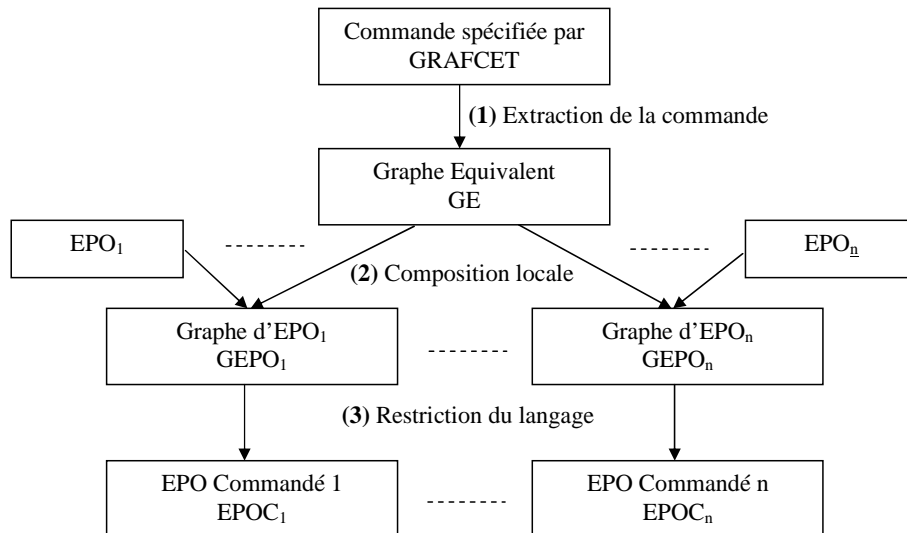 Commande spécifiée par
GRAFCET
(1) Extraction de la commande
Graphe Equivalent
GE
EPO₁
EPOₙ
(2) Composition locale
Graphe d'EPO₁
GEPO₁
Graphe d'EPOₙ
GEPOₙ
(3) Restriction du langage
EPO Commandé 1
EPOC₁
EPO Commandé n
EPOCₙ